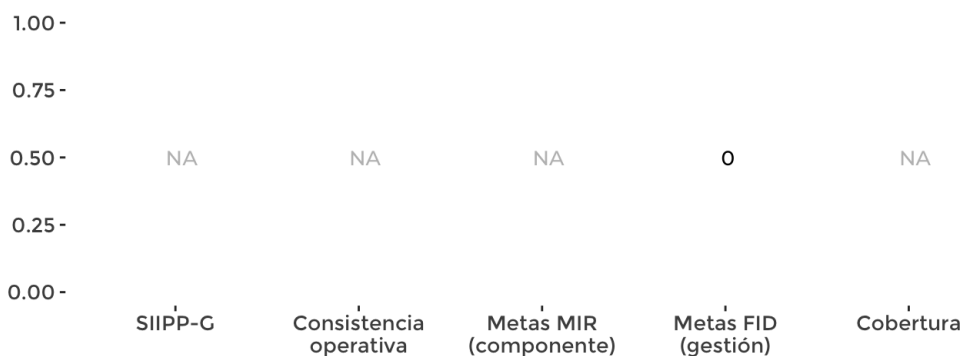 1.00
0.75
0.50
0.25
0.00
NA NA NA 0 NA
SIIPP-G Consistencia Metas MIR Metas FID Cobertura
operativa (componente) (gestión)